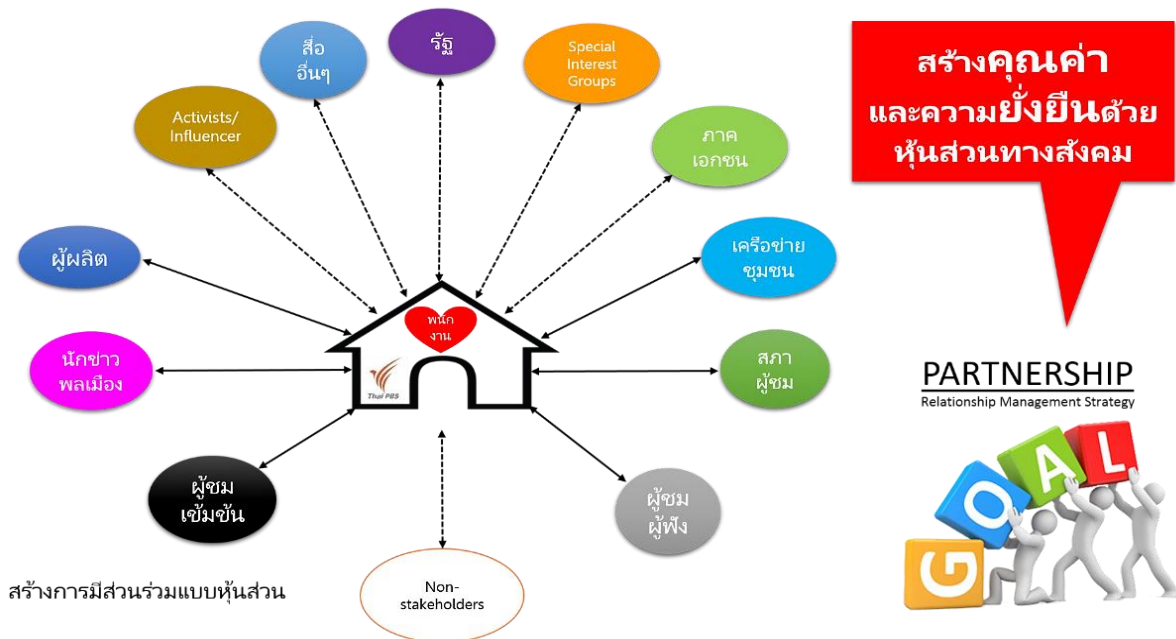 สื่อ
อื่นๆ
รัฐ
Special
Interest
Groups
Activists/
Influencer
ภาค
เอกชน
ผู้ผลิต
เครือข่าย
ชุมชน
พนัก
งาน
นักข่าว
พลเมือง
Thai PBS
สภา
ผู้ชม
ผู้ชม
เข้มข้น
ผู้ชม
ผู้ฟัง
Non-
stakeholders
สร้างการมีส่วนร่วมแบบหุ้นส่วน
สร้างคุณค่า
และความยั่งยืนด้วย
หุ้นส่วนทางสังคม
PARTNERSHIP
Relationship Management Strategy
GOAL